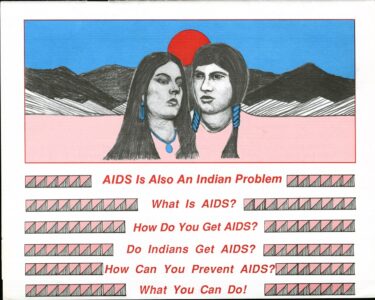 AIDS Is Also An Indian Problem
What Is AIDS?
How Do You Get AIDS?
Do Indians Get AIDS?
How Can You Prevent AIDS?
What You Can Do!